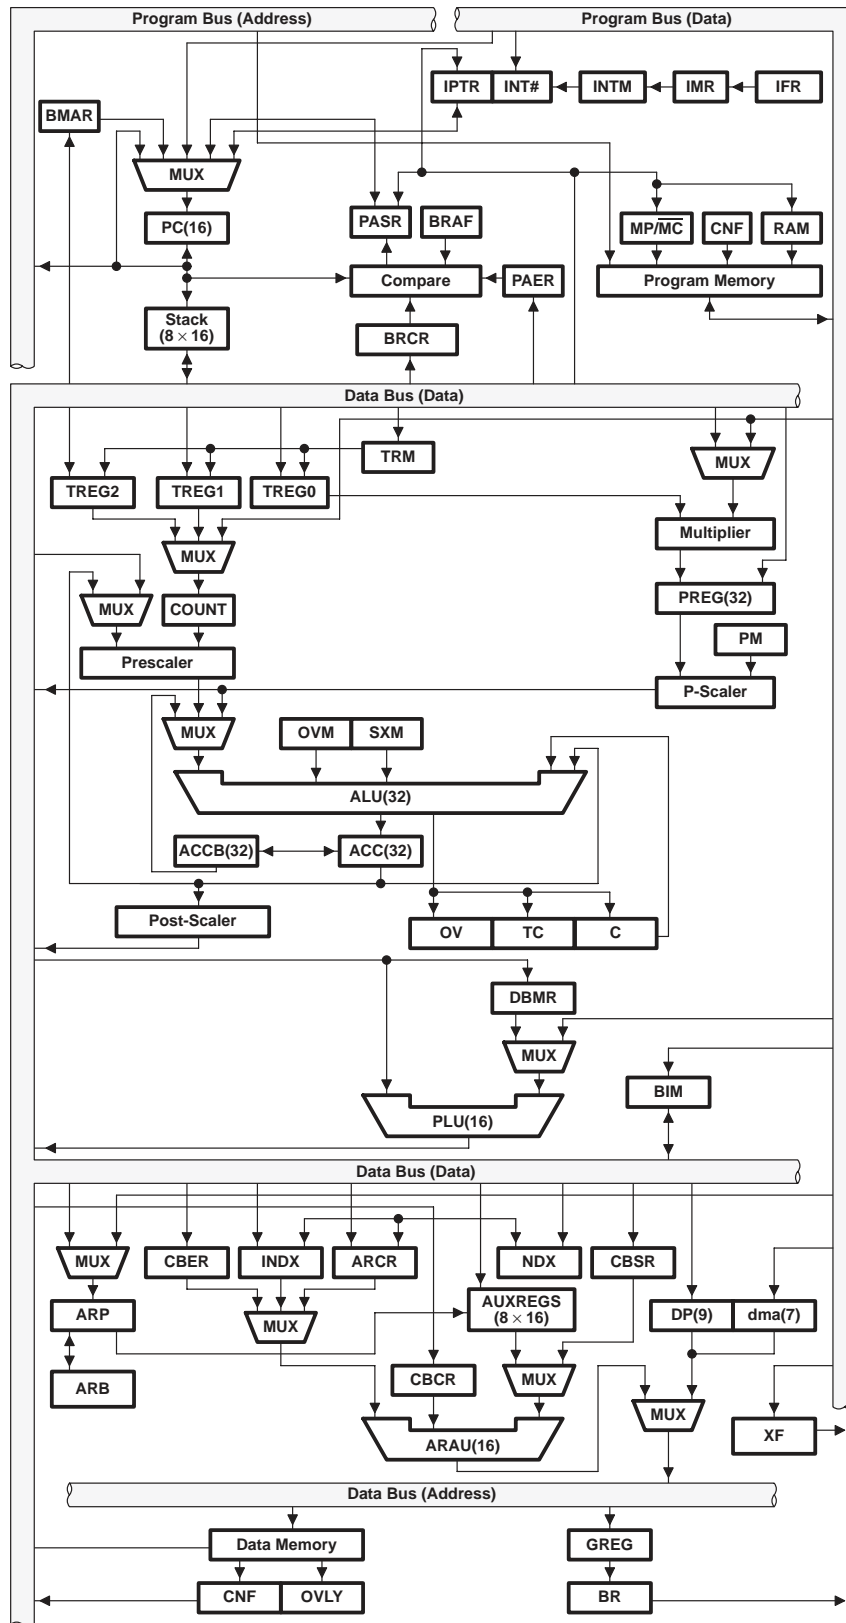 Program Bus (Address)
Program Bus (Data)
IPTR
INT#
INTM
IMR
IFR
BMAR
MUX
PC(16)
PASR
BRAF
MP/MC
CNF
RAM
Compare
PAER
Program Memory
Stack
(8 × 16)
BRCR
Data Bus (Data)
TRM
MUX
TREG2
TREG1
TREG0
Multiplier
MUX
MUX
COUNT
PREG(32)
PM
Prescaler
P-Scaler
MUX
OVM
SXM
ALU(32)
ACCB(32)
ACC(32)
Post-Scaler
OV
TC
C
DBMR
MUX
BIM
PLU(16)
Data Bus (Data)
MUX
CBER
INDX
ARCR
NDX
CBSR
ARP
MUX
AUXREGS
(8 × 16)
DP(9)
dma(7)
ARB
CBCR
MUX
MUX
ARAU(16)
XF
Data Bus (Address)
Data Memory
GREG
CNF
OVLY
BR